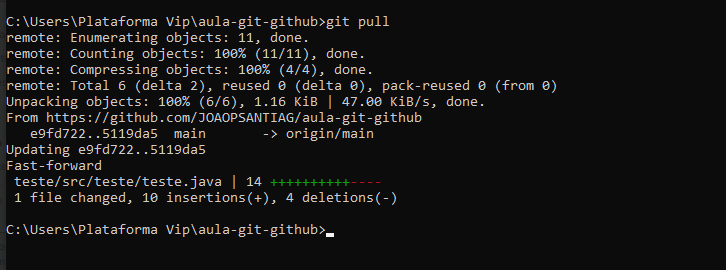 C:\Users\Plataforma Vip\aula-git-github>git pull
remote: Enumerating objects: 11, done.
remote: Counting objects: 100% (11/11), done.
remote: Compressing objects: 100% (4/4), done.
remote: Total 6 (delta 2), reused 0 (delta 0), pack-reused 0 (from 0)
Unpacking objects: 100% (6/6), 1.16 KiB | 47.00 KiB/s, done.
From https://github.com/JOAOPSANTIAG/aula-git-github
   e9fd722..5119da5  main       -> origin/main
Updating e9fd722..5119da5
Fast-forward
 teste/src/teste/teste.java | 14 ++++++++++----
 1 file changed, 10 insertions(+), 4 deletions(-)
C:\Users\Plataforma Vip\aula-git-github>